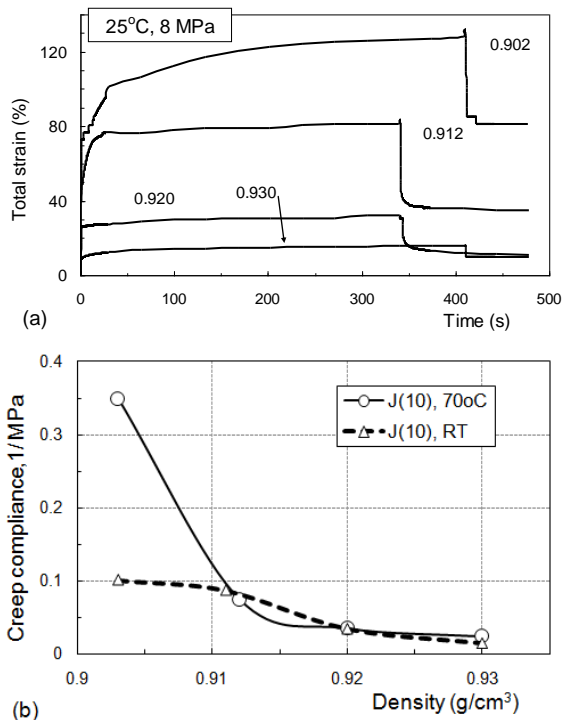 25°C, 8 MPa
Total strain (%)
120
80
40
0
0.902
0.912
0.920
0.930
0 100 200 300 400 500
(a)
Time (s)
Creep compliance,1/MPa
0.4
0.3
0.2
0.1
0
J(10), 70oC
J(10), RT
0.9 0.91 0.92 0.93
(b)
Density (g/cm³)